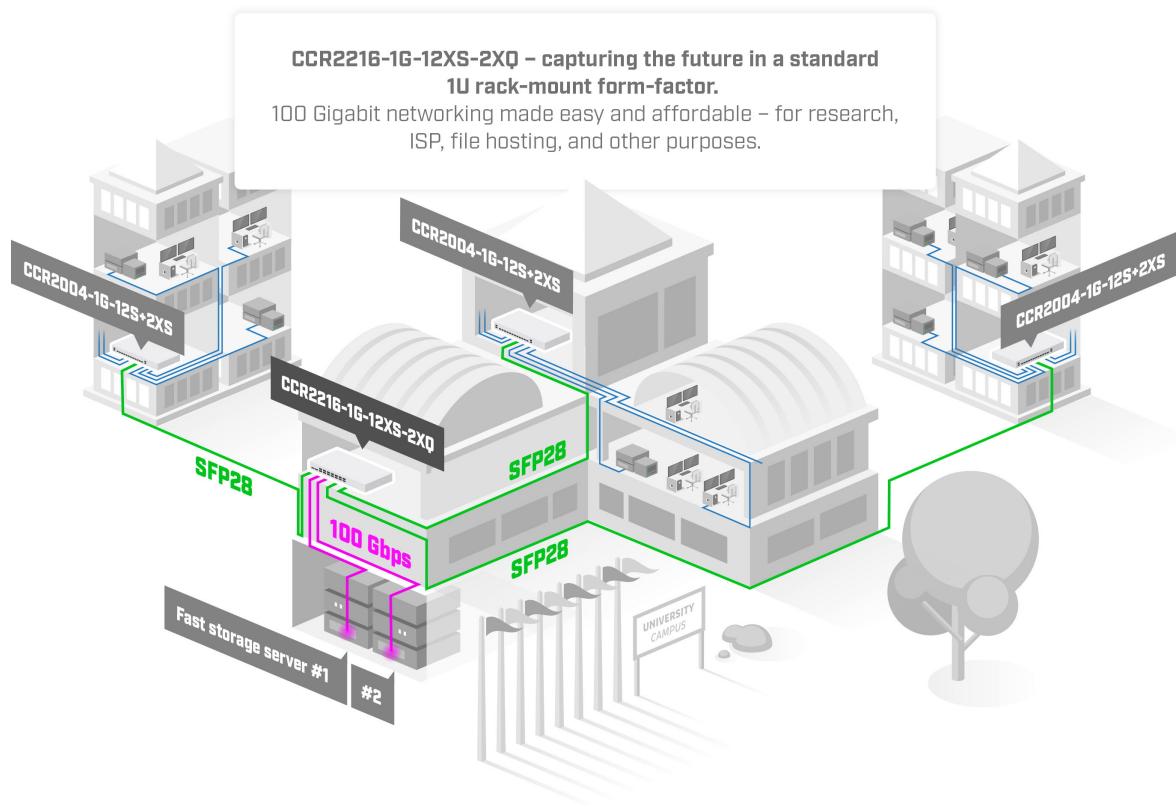 CCR2216-1G-12XS-2XQ – capturing the future in a standard
1U rack-mount form-factor.
100 Gigabit networking made easy and affordable – for research,
ISP, file hosting, and other purposes.
CCR2004-1G-12S+2XS
CCR2004-1G-12S+2XS
CCR2004-1G-12S+2XS
CCR2216-1G-12XS-2XQ
SFP28
SFP28
100 Gbps
SFP28
Fast storage server #1
#2
UNIVERSITY
CAMPUS